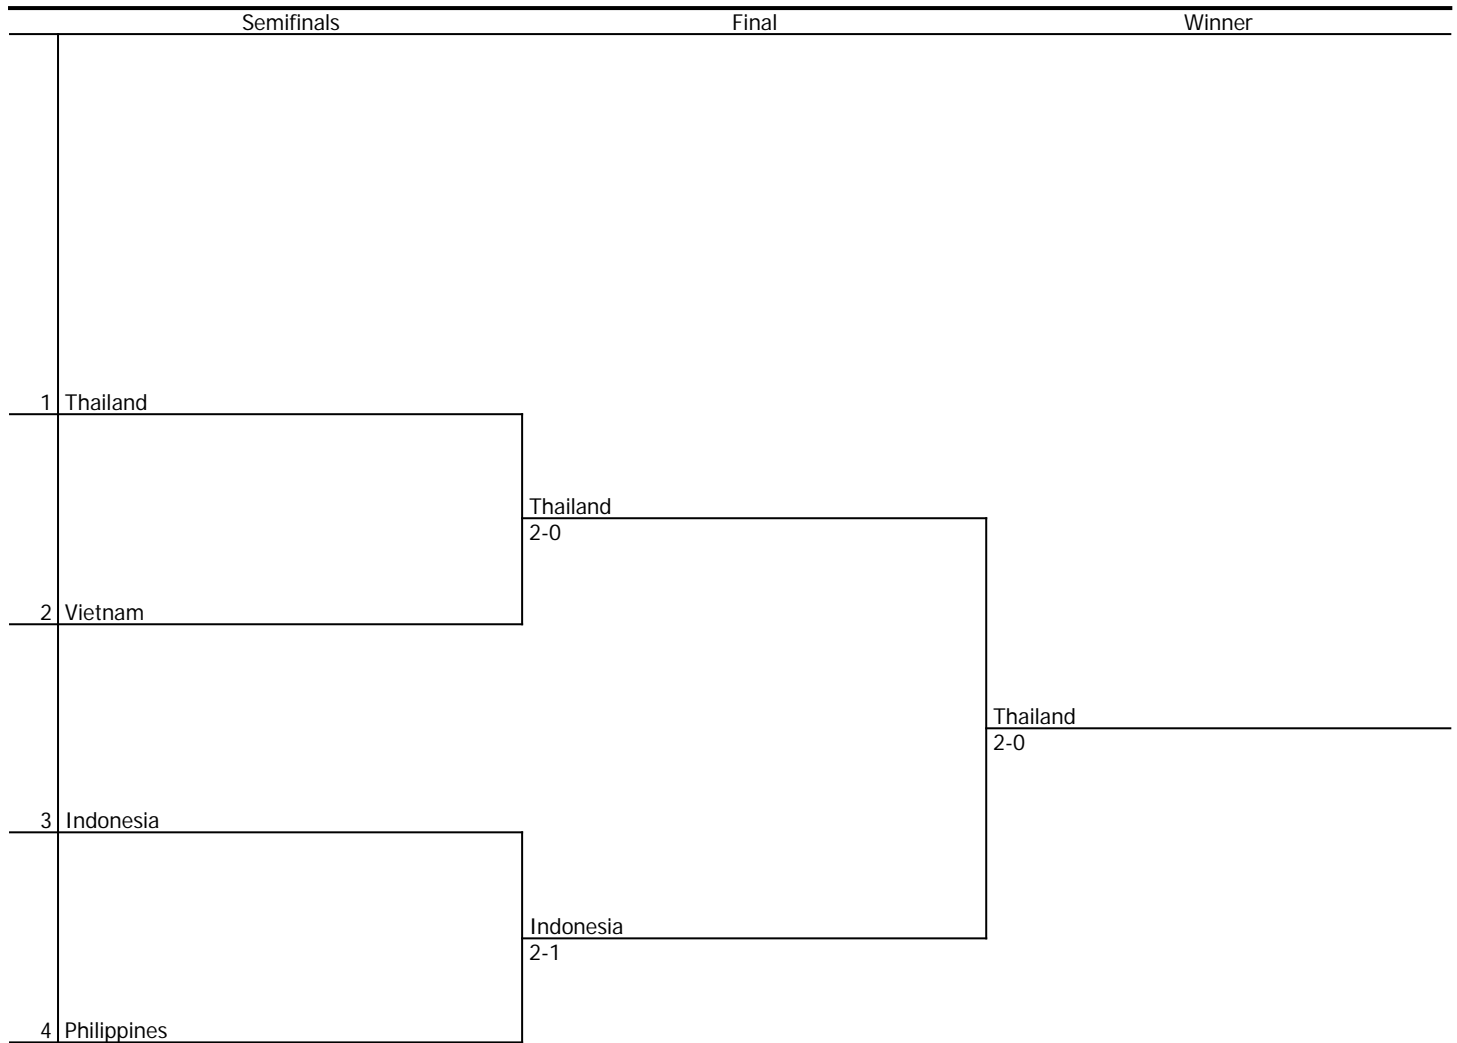 Semifinals Final Winner
1 Thailand
Thailand
2-0
2 Vietnam
Thailand
2-0
3 Indonesia
Indonesia
2-1
4 Philippines